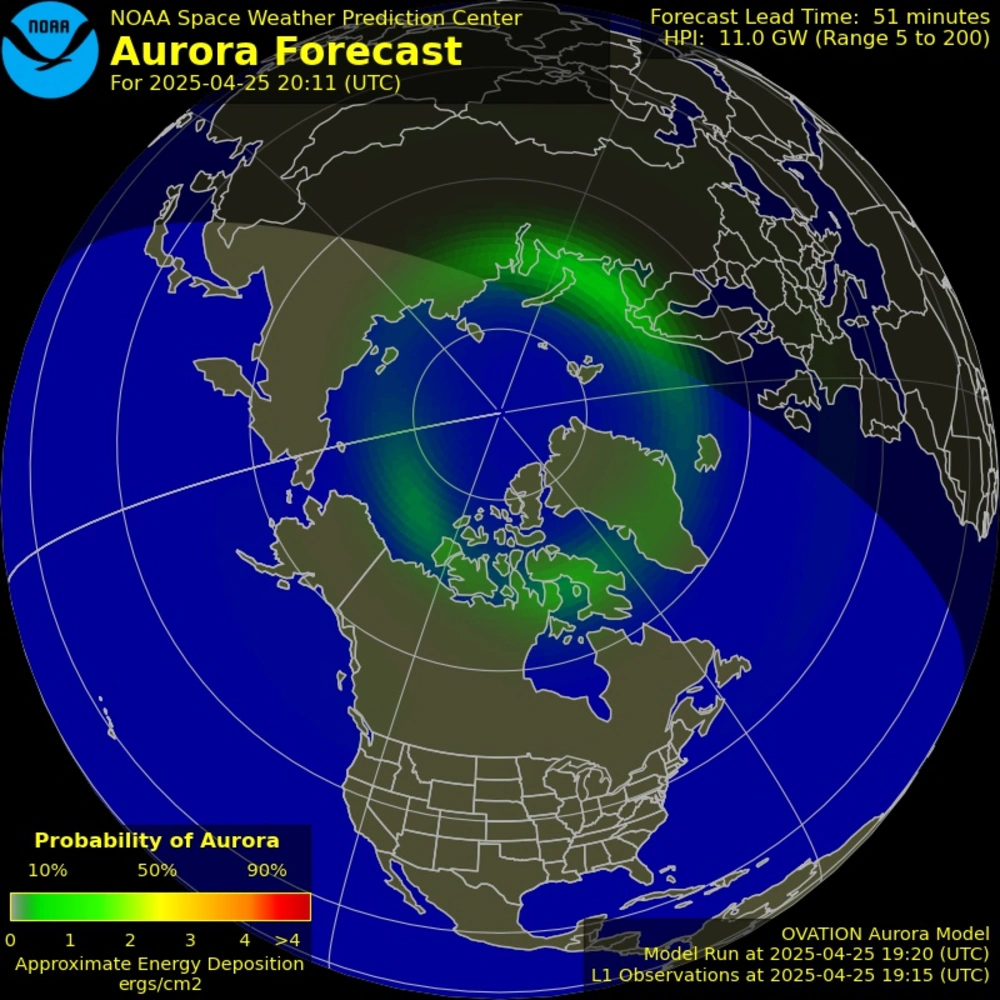 NOAA
NOAA Space Weather Prediction Center
Aurora Forecast
For 2025-04-25 20:11 (UTC)
Forecast Lead Time: 51 minutes
HPI: 11.0 GW (Range 5 to 200)
Probability of Aurora
10% 50% 90%
0 1 2 3 4 >4
Approximate Energy Deposition
ergs/cm2
OVATION Aurora Model
Model Run at 2025-04-25 19:20 (UTC)
L1 Observations at 2025-04-25 19:15 (UTC)